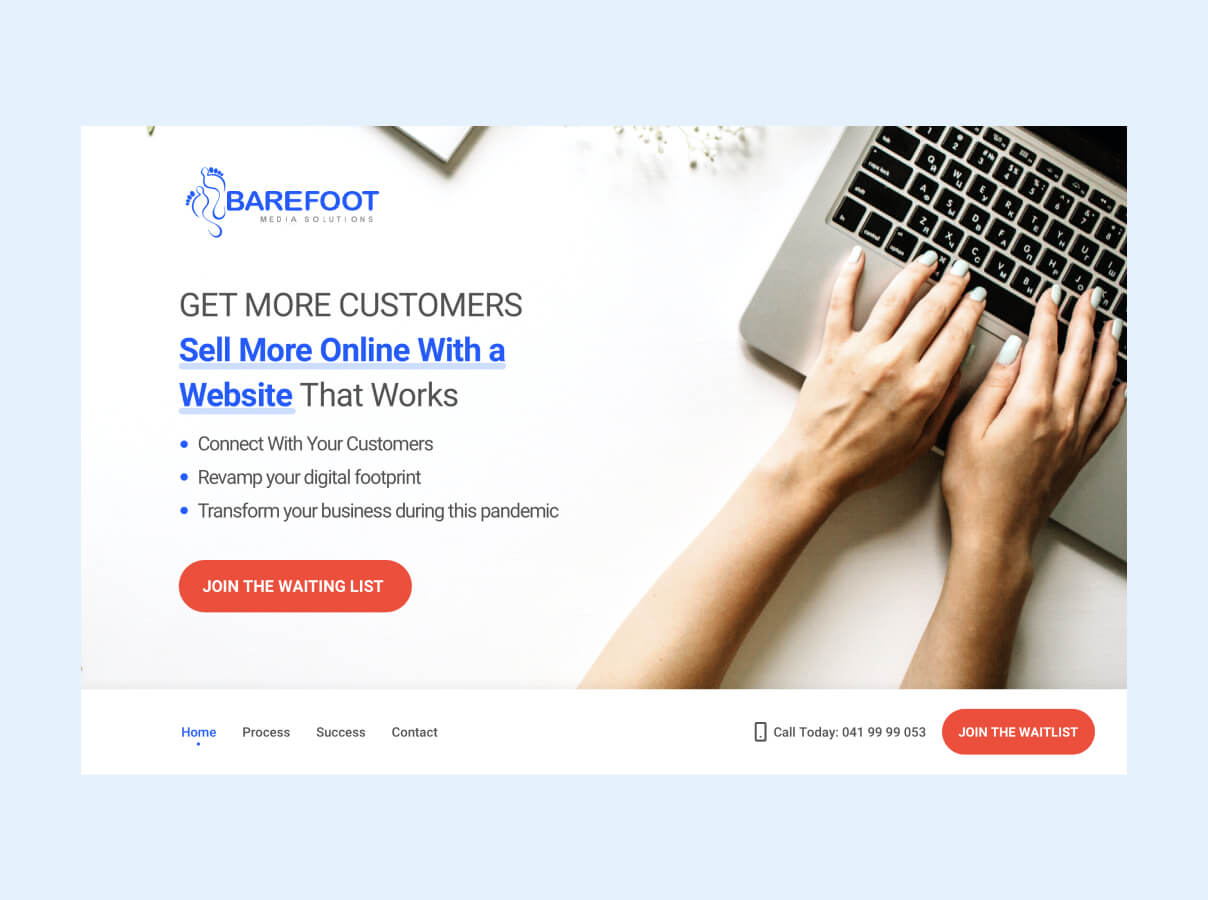 BAREFOOT
MEDIA SOLUTIONS
GET MORE CUSTOMERS
Sell More Online With a
Website That Works
Connect With Your Customers
Revamp your digital footprint
Transform your business during this pandemic
JOIN THE WAITING LIST
Home Process Success Contact
Call Today: 041 99 99 053 JOIN THE WAITLIST